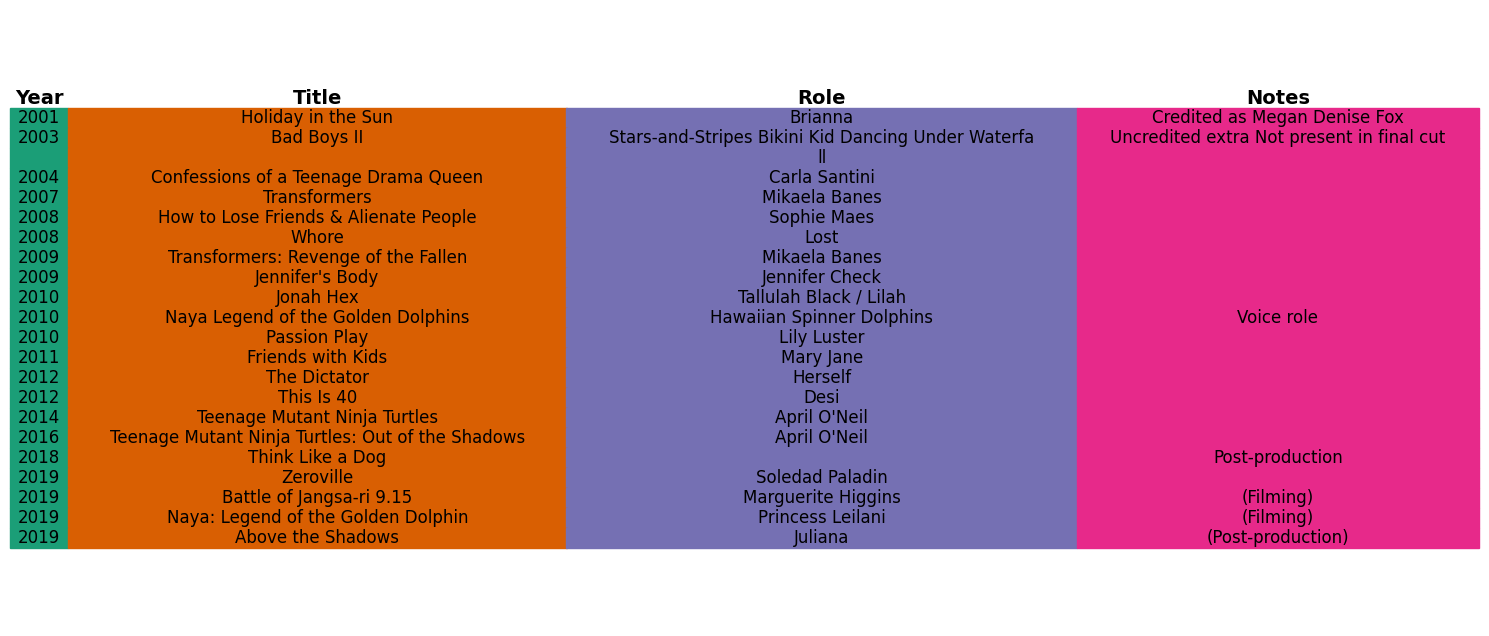 Year Title Role Notes
2001 Holiday in the Sun Brianna Credited as Megan Denise Fox
2003 Bad Boys II Stars-and-Stripes Bikini Kid Dancing Under Waterfa Uncredited extra Not present in final cut
ll
2004 Confessions of a Teenage Drama Queen Carla Santini
2007 Transformers Mikaela Banes
2008 How to Lose Friends & Alienate People Sophie Maes
2008 Whore Lost
2009 Transformers: Revenge of the Fallen Mikaela Banes
2009 Jennifer's Body Jennifer Check
2010 Jonah Hex Tallulah Black / Lilah
2010 Naya Legend of the Golden Dolphins Hawaiian Spinner Dolphins Voice role
2010 Passion Play Lily Luster
2011 Friends with Kids Mary Jane
2012 The Dictator Herself
2012 This Is 40 Desi
2014 Teenage Mutant Ninja Turtles April O'Neil
2016 Teenage Mutant Ninja Turtles: Out of the Shadows April O'Neil
2018 Think Like a Dog Post-production
2019 Zeroville Soledad Paladin
2019 Battle of Jangsa-ri 9.15 Marguerite Higgins (Filming)
2019 Naya: Legend of the Golden Dolphin Princess Leilani (Filming)
2019 Above the Shadows Juliana (Post-production)